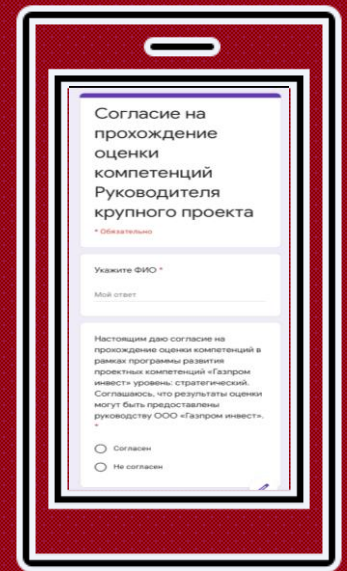 Согласие на
прохождение
оценки
компетенций
Руководителя
крупного проекта
* Обязательно
Укажите ФИО *
Мой ответ
Настоящим даю согласие на
прохождение оценки компетенций в
рамках программы развития
проектных компетенций «Газпром
инвест» уровень: стратегический.
Соглашаюсь, что результаты оценки
могут быть предоставлены
руководству ООО «Газпром инвест».
*
Согласен
Не согласен